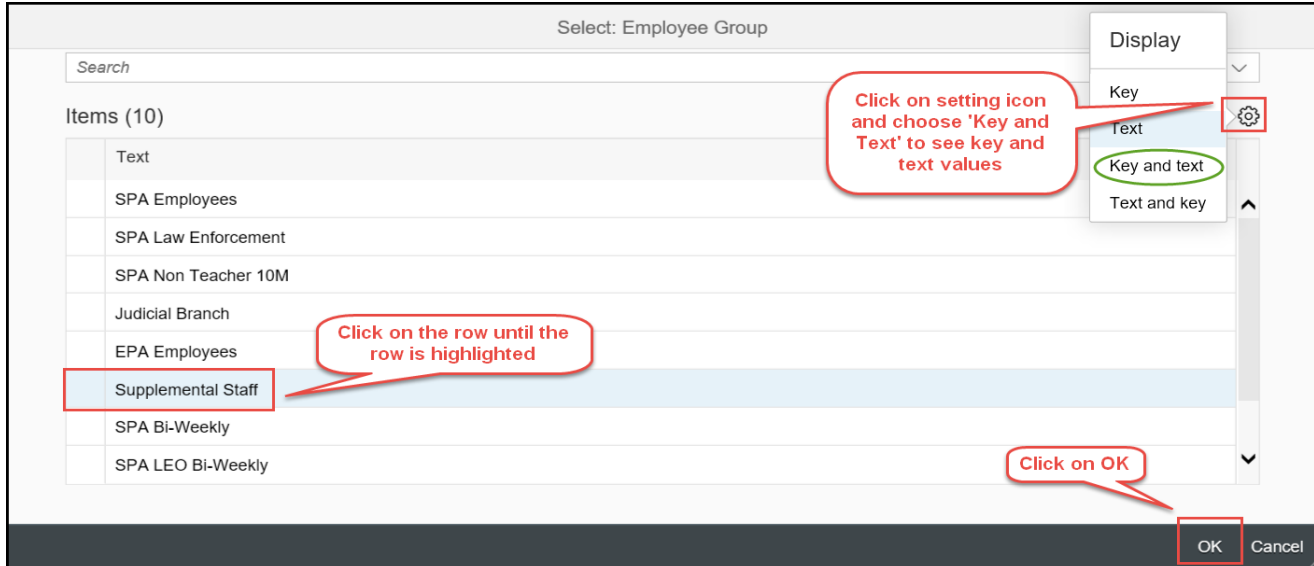 Select: Employee Group
Display
Search
Key
Text
Key and text
Text and key
Click on setting icon
and choose 'Key and
Text' to see key and
text values
Items (10)
Text
SPA Employees
SPA Law Enforcement
SPA Non Teacher 10M
Judicial Branch
Click on the row until the
row is highlighted
EPA Employees
Supplemental Staff
SPA Bi-Weekly
SPA LEO Bi-Weekly
Click on OK
OK Cancel